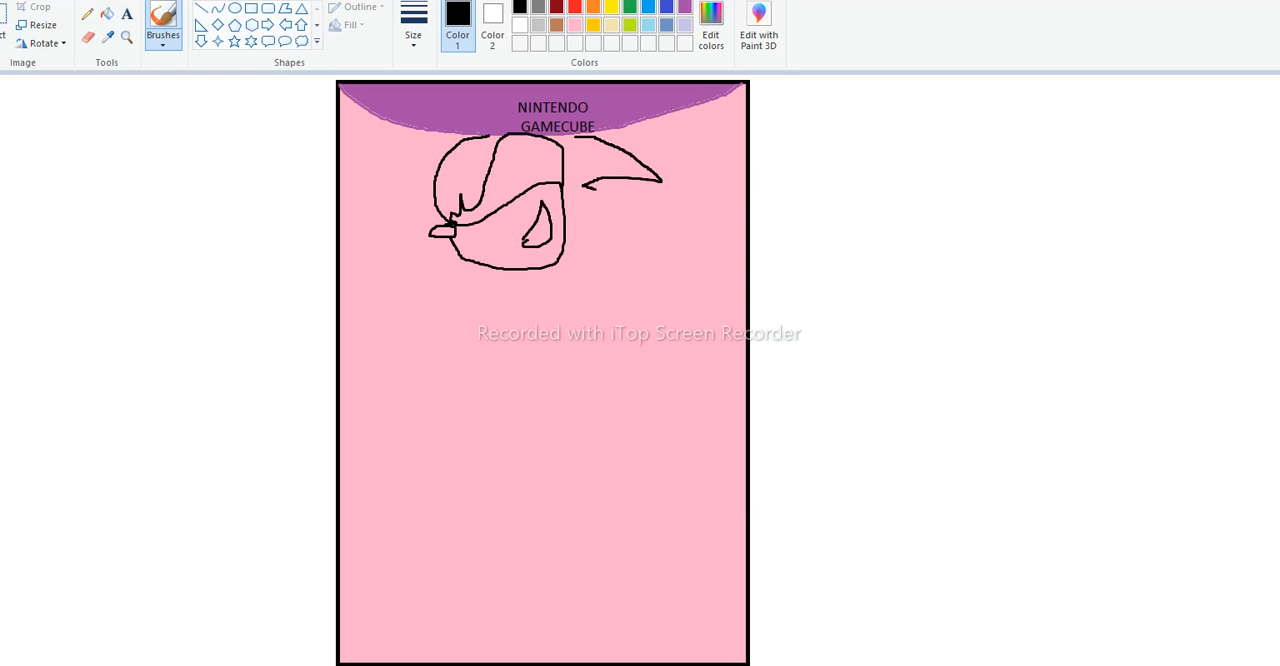 Crop
Outline
Resize
Fill
Rotate
Brushes
Size
Color
1
Color
2
Edit
colors
Edit with
Paint 3D
Image
Tools
Shapes
Colors
NINTENDO
GAMECUBE
Recorded with iTop Screen Recorder